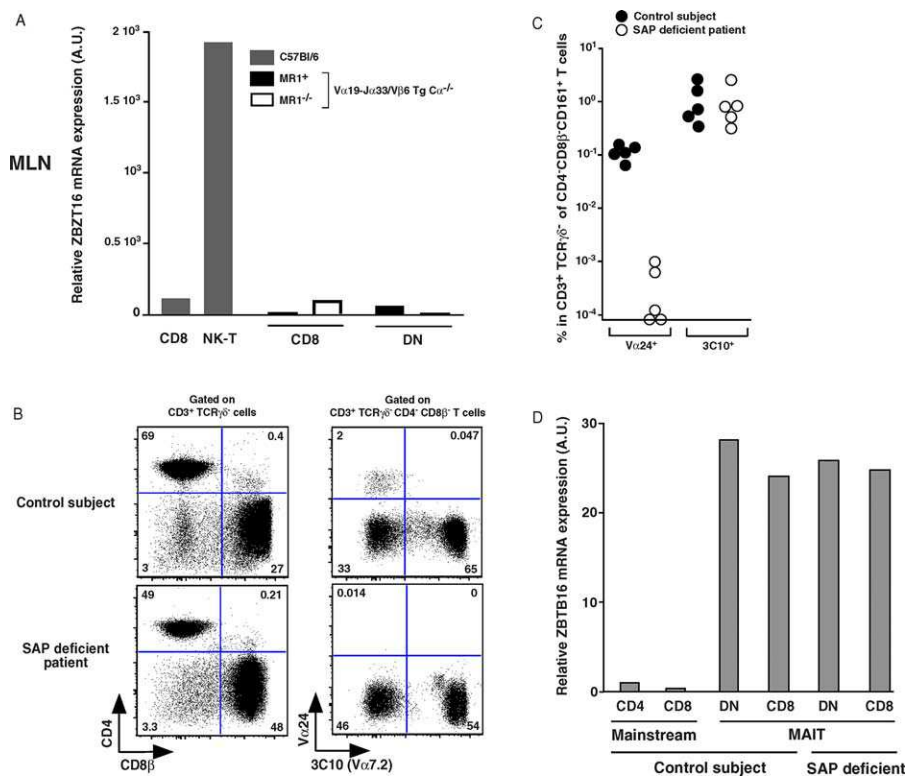 A
MLN
Relative ZBZT16 mRNA expression (A.U.)
2 10³
1.5 10³
10³
0.5 10³
0
C57Bl/6
MR1⁺
MR1⁻/⁻
Vα19-Jα33/Vβ6 Tg Cα⁻/⁻
CD8
NK-T
CD8
DN
C
Control subject
SAP deficient patient
% in CD3⁺ TCRγδ⁻ of CD4⁻CD8β⁻CD161⁺ T cells
10¹
10⁰
10⁻¹
10⁻²
10⁻³
10⁻⁴
Vα24⁺
3C10⁺
B
Gated on
CD3⁺ TCRγδ⁻ cells
Gated on
CD3⁺ TCRγδ⁻ CD4⁻ CD8β⁻ T cells
Control subject
69
0.4
3
27
2
0.047
33
65
SAP deficient
patient
49
0.21
3.3
48
0.014
0
46
54
CD4
CD8β
Vα24
3C10 (Vα7.2)
D
Relative ZBTB16 mRNA expression (A.U.)
30
20
10
0
CD4
CD8
DN
CD8
DN
CD8
Mainstream
MAIT
Control subject
SAP deficient